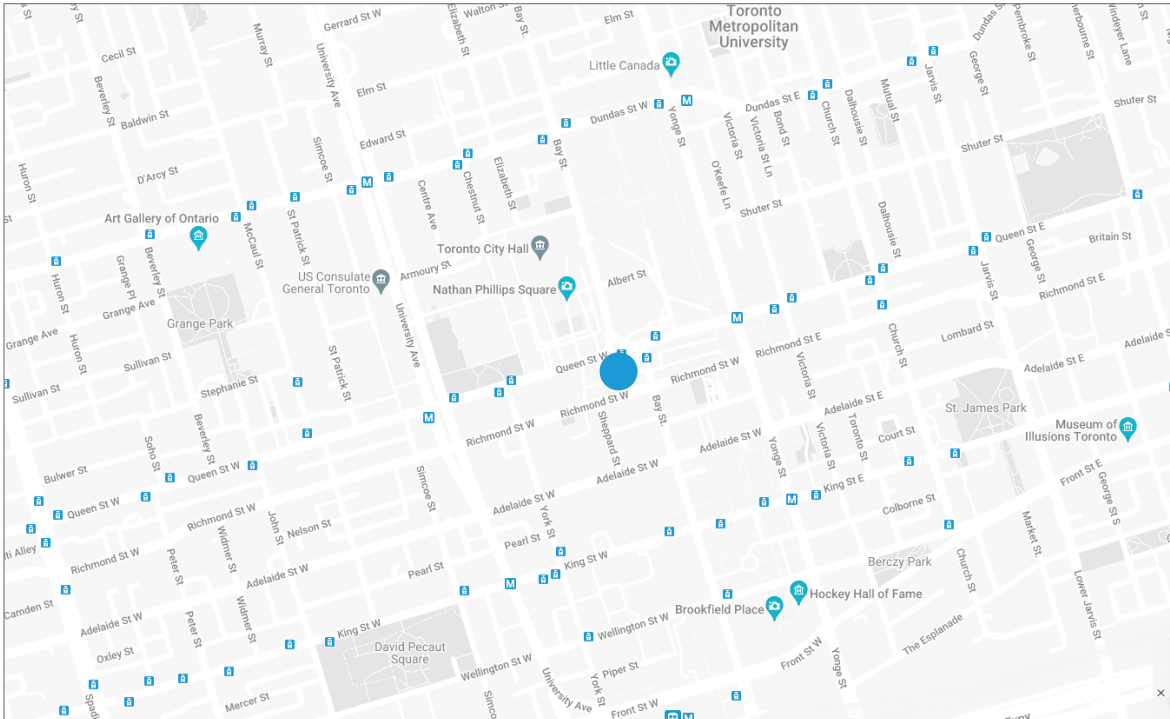 Gerrard St W
Walton St
Elm St
Toronto
Metropolitan
University
Dundas St
Pembroke St
Cecil St
Murray St
University Ave
Elizabeth St
Bay St.
Little Canada
Jarvis St
George St
Beverley St
Elm St
Dundas St W
Dundas St E
Shuter St
Baldwin St
Yonge St
Victoria St
Victoria St Ln
Bond St
Church St
Dalhousie St
Mutual St
Edward St
Simcoe St
Bay St.
Shuter St
Huron St
D'Arcy St
Centre Ave
Chestnut St
Elizabeth St
O'Keefe Ln
Shuter St
Art Gallery of Ontario
St Patrick St
McCaul St
Dalhousie St
Queen St E
Britan St
Toronto City Hall
Beverley St
Grange Pl
US Consulate
General Toronto
Armoury St
Albert St
Jarvis St
George St
Huron St
Nathan Phillips Square
Richmond St E
Grange Ave
Grange Park
Grange Ave
University Ave
Lombard St
Church St
Adelaide S
Huron St
Sullivan St
St Patrick St
Queen St W
Richmond St W
Richmond St E
Adelaide St E
Sullivan St
Stephanie St
Victoria St
Richmond St W
Adelaide St E
St. James Park
Beverley St
Richmond St W
Sheppard St
Bay St.
Adelaide St W
Toronto St
Court St
Museum of
Illusions Toronto
Soho St
Yonge St
Victoria St
Bulwer St
Queen St W
Simcoe St
Adelaide St W
King St E
Front St E
Queen St W
Adelaide St W
Colborne St
George St S
Richmond St W
John St
Nelson St
York St
Market St.
ti Alley
Richmond St W
Peter St
Widmer St
Pearl St
King St W
Berczy Park
Church St
Adelaide St W
Pearl St
Lower Jarvis St
Camden St
Hockey Hall of Fame
Adelaide St W
Peter St
Widmer St
Brookfield Place
King St W
Wellington St W
The Esplanade
Oxley St
David Pecaut
Square
Front St W
Wellington St W
Piper St
Yonge St
Mercer St
University Ave
York St
Front St W